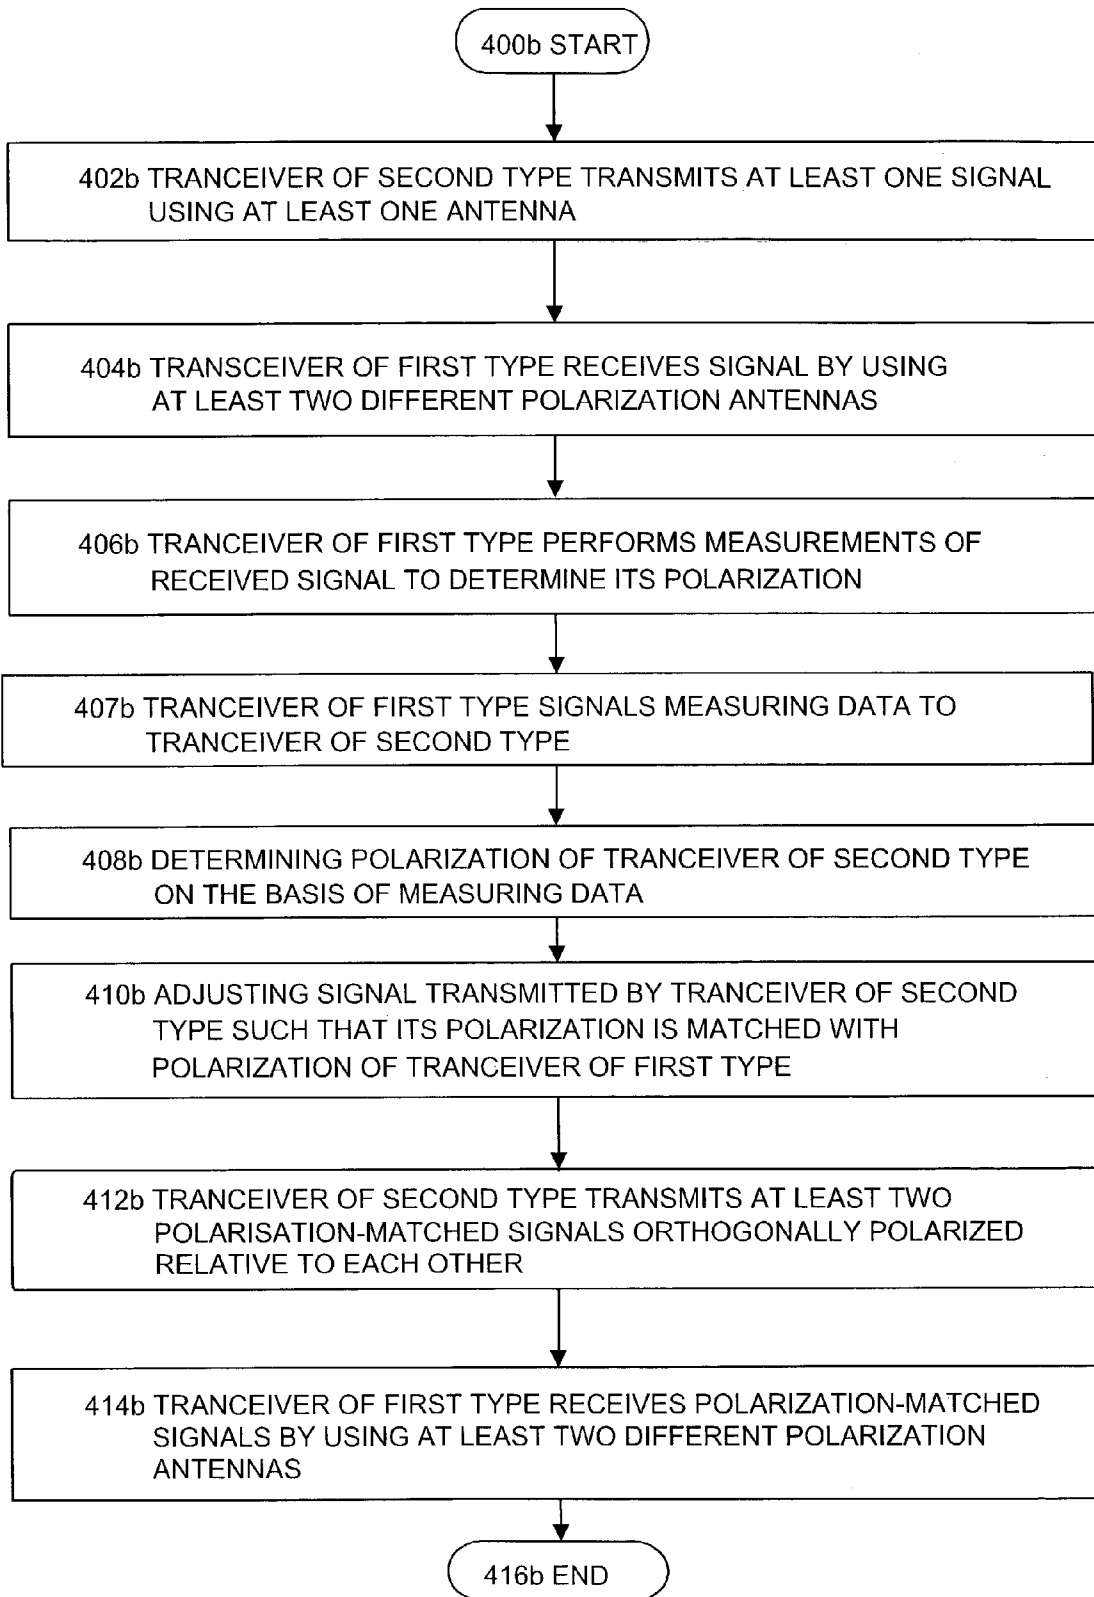 400b START
402b TRANCEIVER OF SECOND TYPE TRANSMITS AT LEAST ONE SIGNAL
USING AT LEAST ONE ANTENNA
404b TRANSCEIVER OF FIRST TYPE RECEIVES SIGNAL BY USING
AT LEAST TWO DIFFERENT POLARIZATION ANTENNAS
406b TRANCEIVER OF FIRST TYPE PERFORMS MEASUREMENTS OF
RECEIVED SIGNAL TO DETERMINE ITS POLARIZATION
407b TRANCEIVER OF FIRST TYPE SIGNALS MEASURING DATA TO
TRANCEIVER OF SECOND TYPE
408b DETERMINING POLARIZATION OF TRANCEIVER OF SECOND TYPE
ON THE BASIS OF MEASURING DATA
410b ADJUSTING SIGNAL TRANSMITTED BY TRANCEIVER OF SECOND
TYPE SUCH THAT ITS POLARIZATION IS MATCHED WITH
POLARIZATION OF TRANCEIVER OF FIRST TYPE
412b TRANCEIVER OF SECOND TYPE TRANSMITS AT LEAST TWO
POLARISATION-MATCHED SIGNALS ORTHOGONALLY POLARIZED
RELATIVE TO EACH OTHER
414b TRANCEIVER OF FIRST TYPE RECEIVES POLARIZATION-MATCHED
SIGNALS BY USING AT LEAST TWO DIFFERENT POLARIZATION
ANTENNAS
416b END